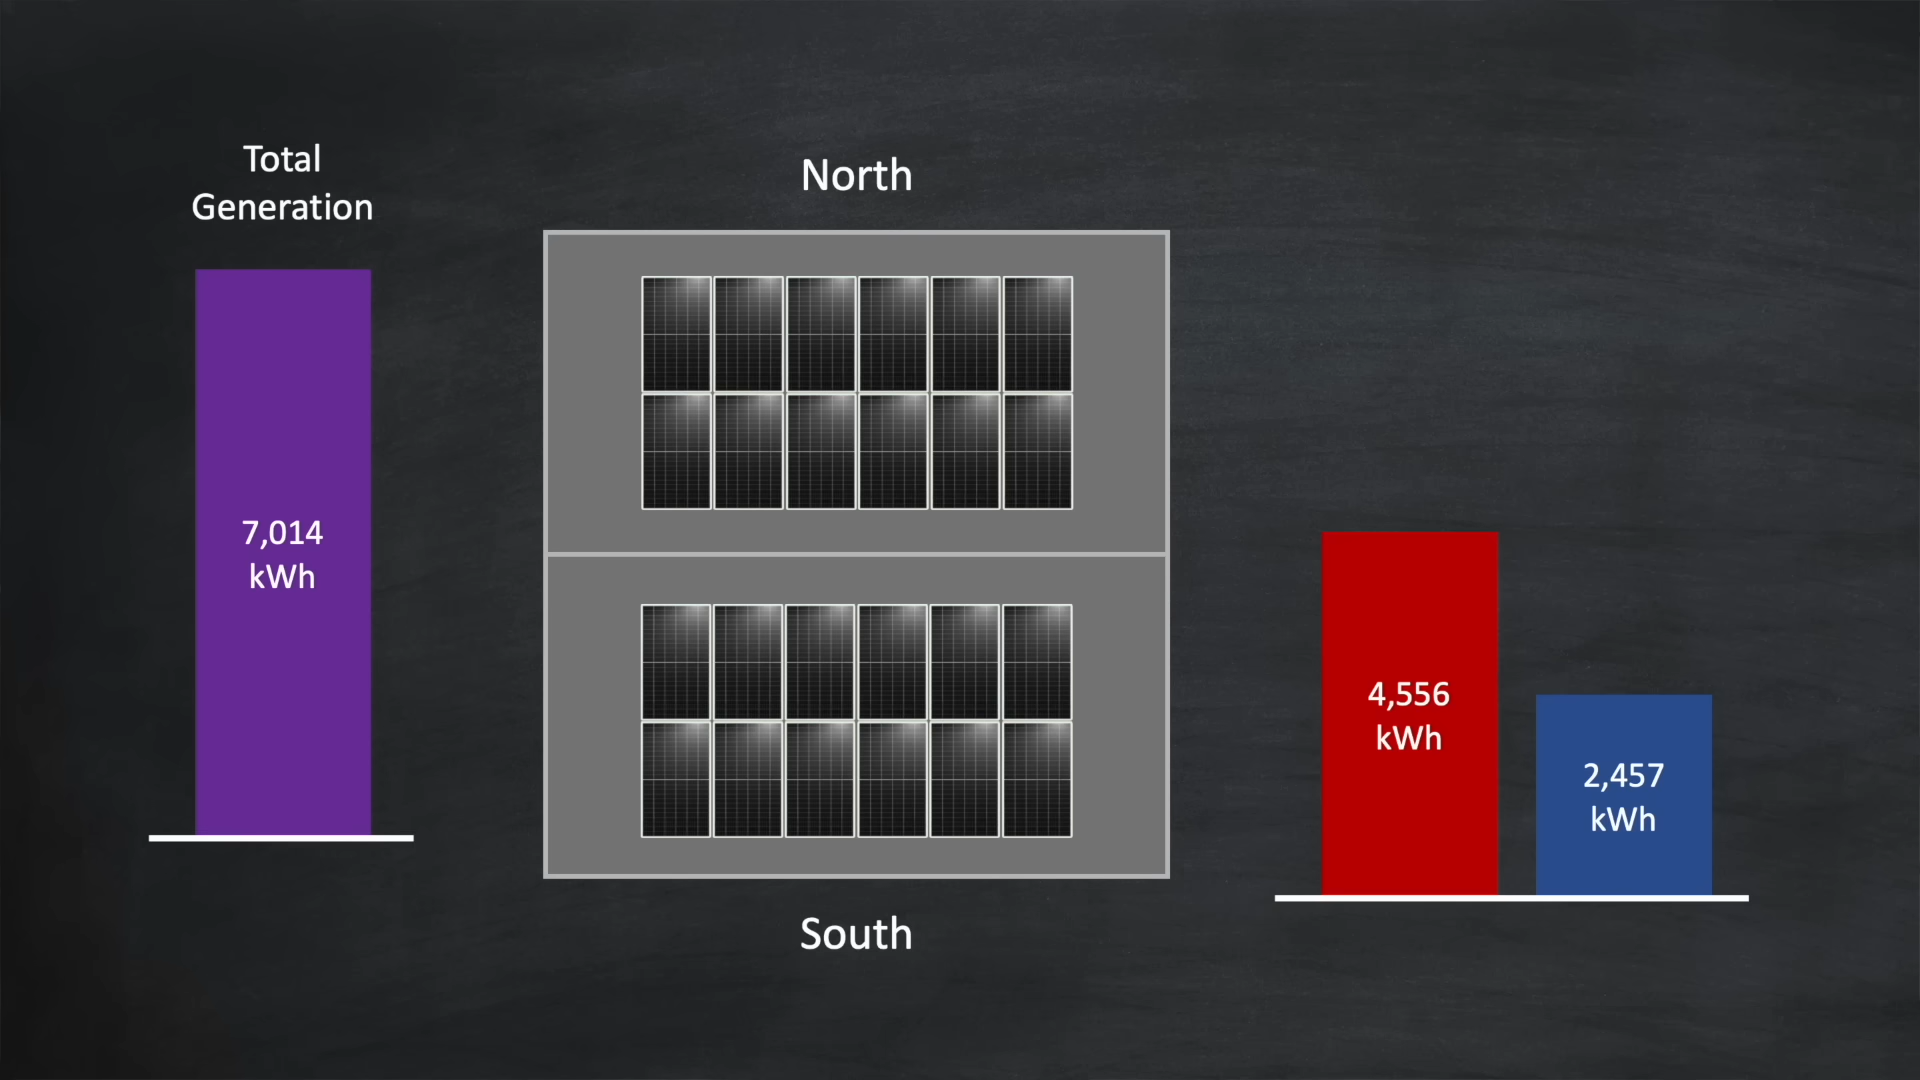 Total
Generation
7,014
kWh
North
South
4,556
kWh
2,457
kWh